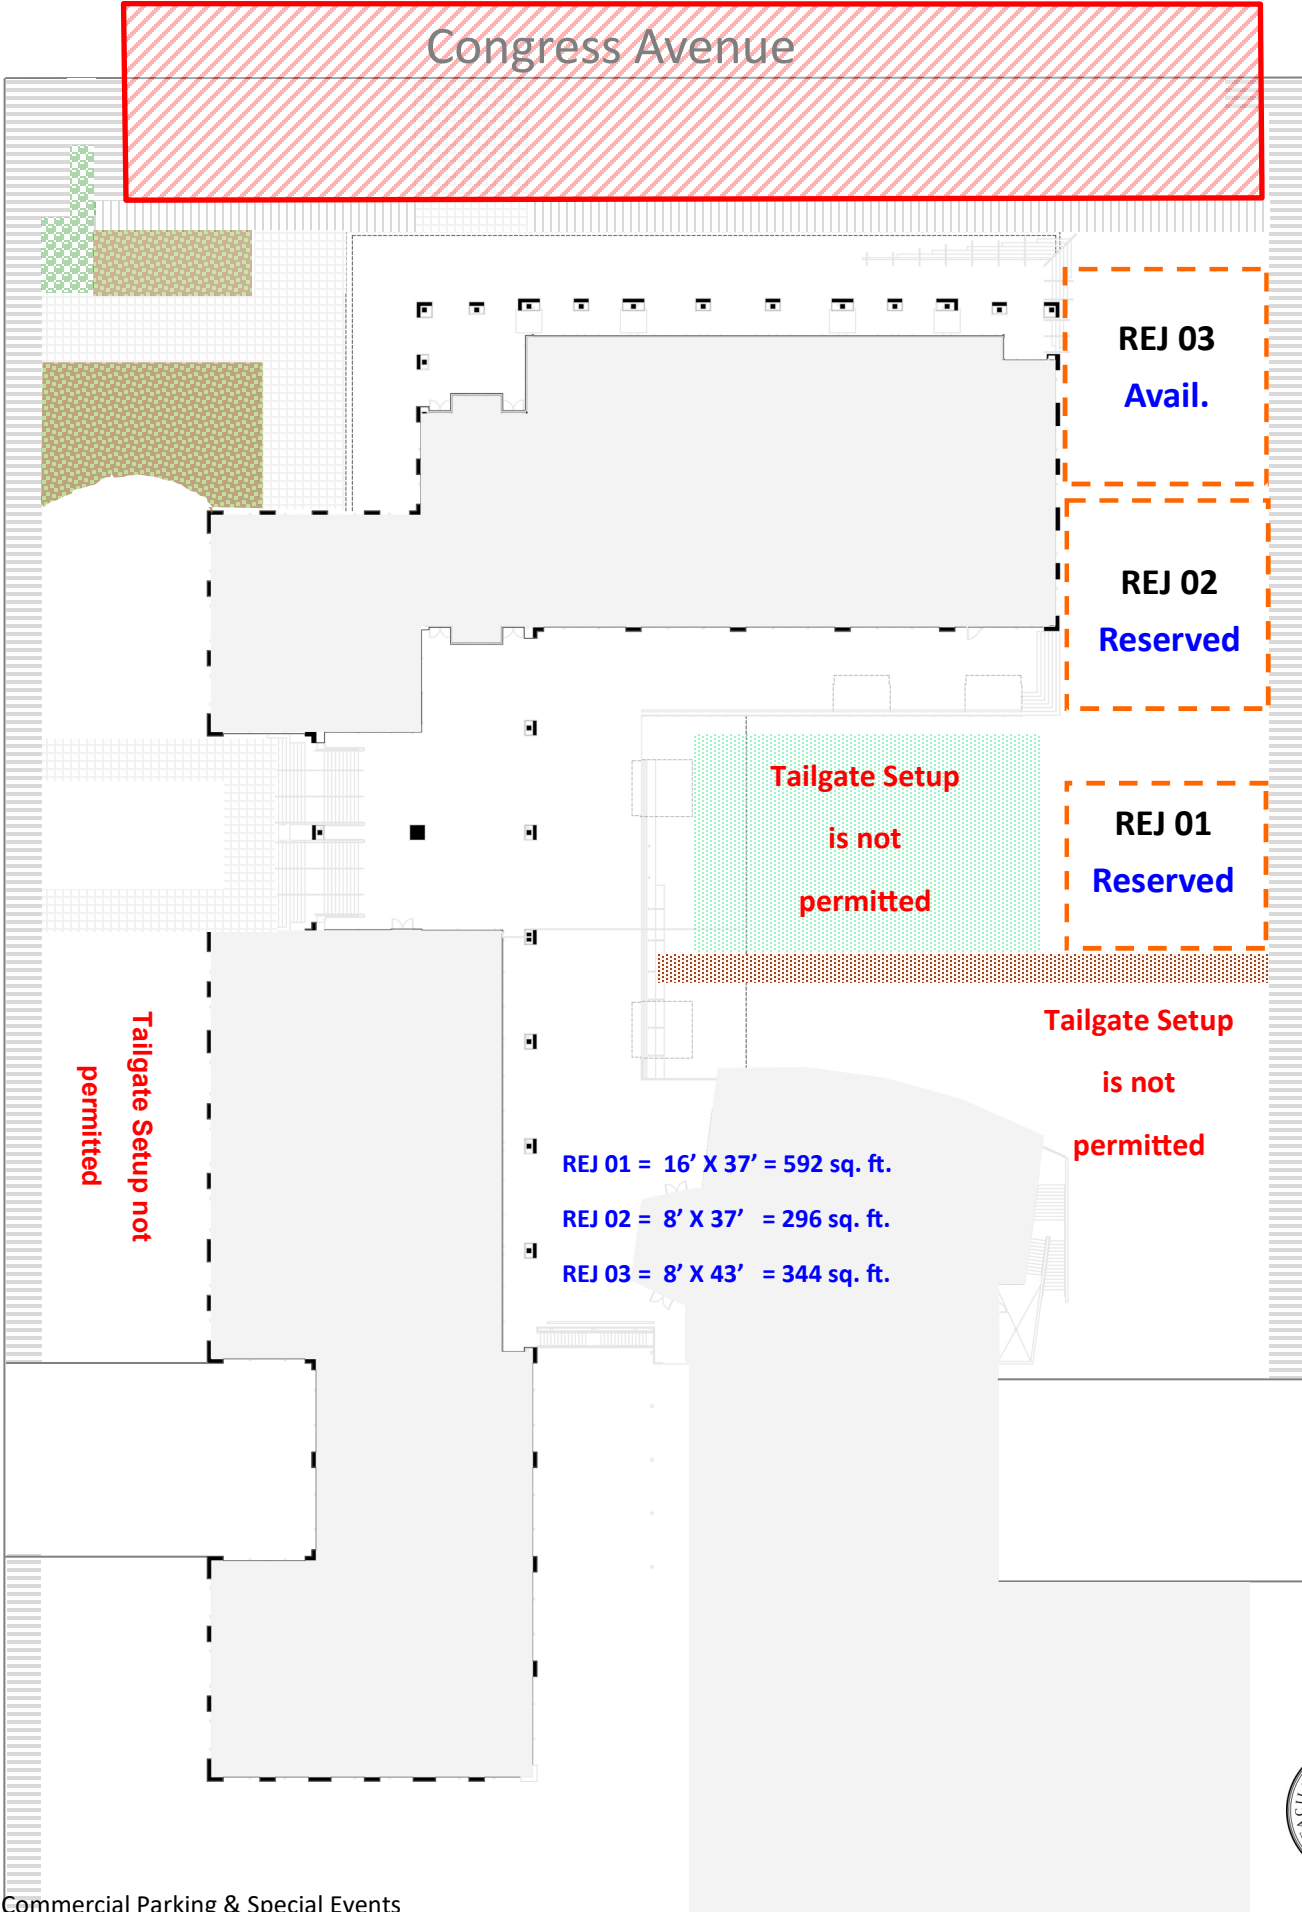 Congress Avenue
REJ 03
Avail.
REJ 02
Reserved
Tailgate Setup
is not
permitted
REJ 01
Reserved
Tailgate Setup not
permitted
Tailgate Setup
is not
permitted
REJ 01 = 16’ X 37’ = 592 sq. ft.
REJ 02 = 8’ X 37’ = 296 sq. ft.
REJ 03 = 8’ X 43’ = 344 sq. ft.
Commercial Parking & Special Events